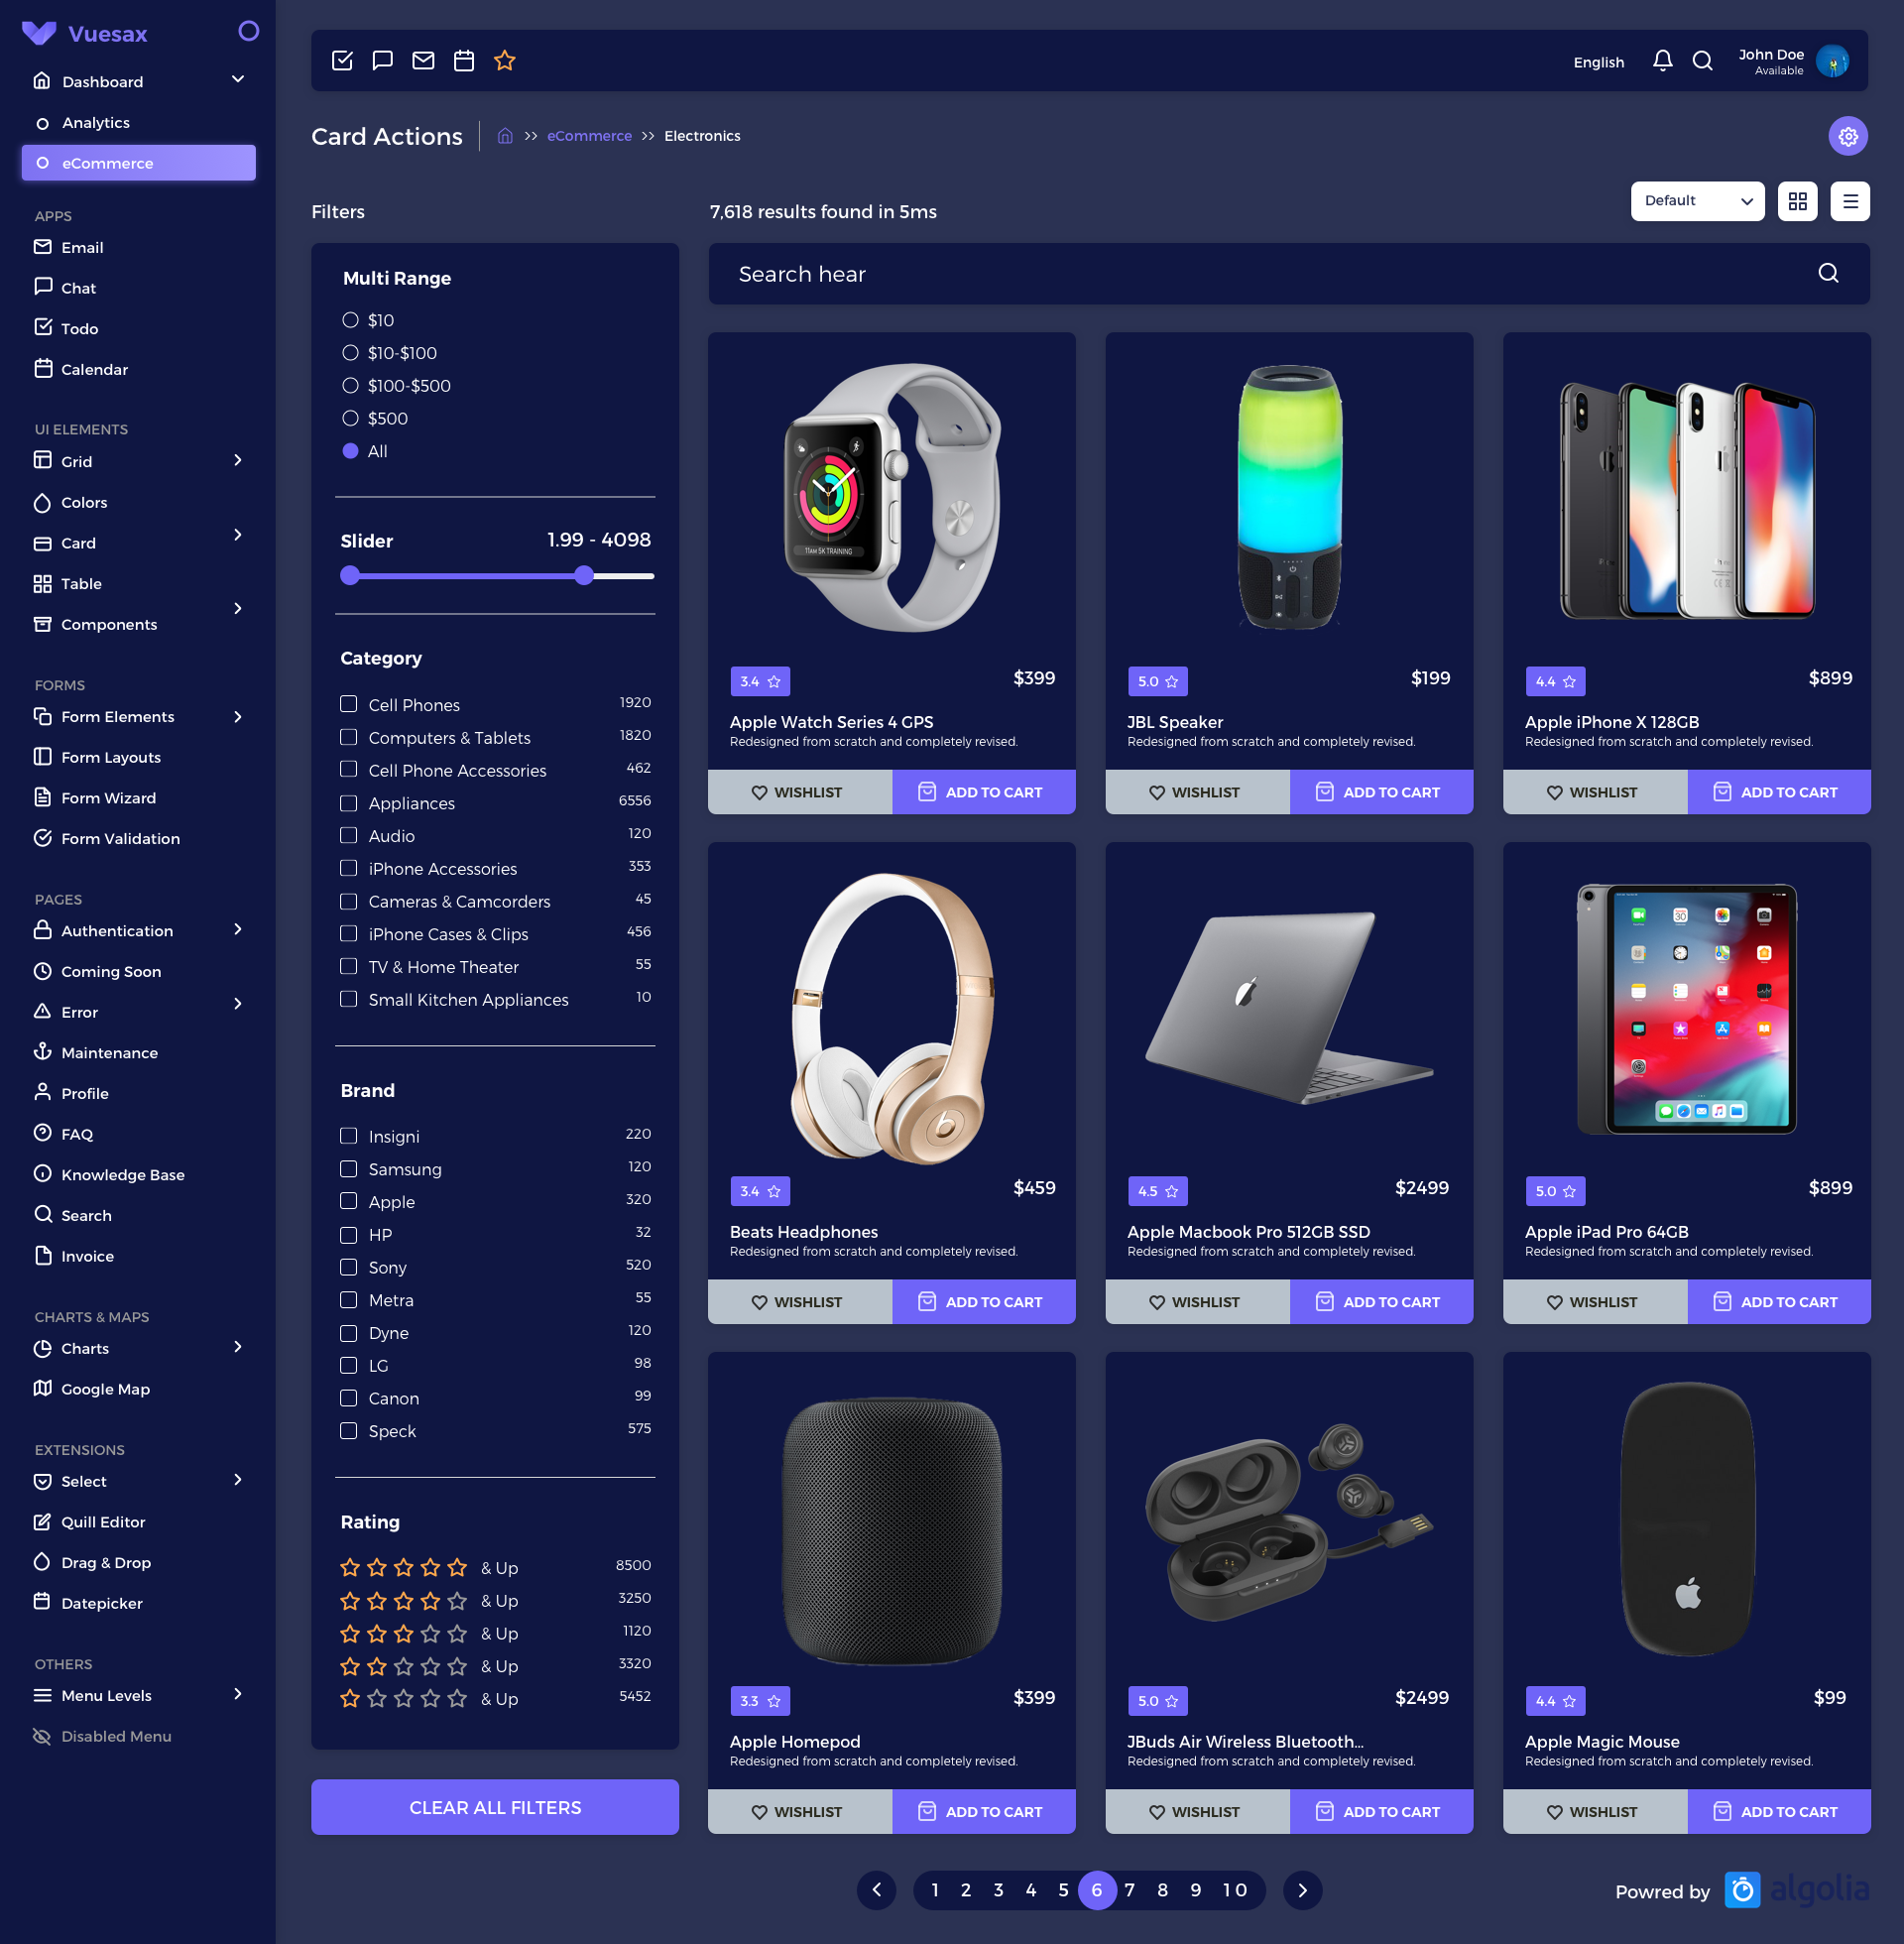 Vuesax
Dashboard
Analytics
eCommerce
APPS
Email
Chat
Todo
Calendar
UI ELEMENTS
Grid
Colors
Card
Table
Components
FORMS
Form Elements
Form Layouts
Form Wizard
Form Validation
PAGES
Authentication
Coming Soon
Error
Maintenance
Profile
FAQ
Knowledge Base
Search
Invoice
CHARTS & MAPS
Charts
Google Map
EXTENSIONS
Select
Quill Editor
Drag & Drop
Datepicker
OTHERS
Menu Levels
Disabled Menu
English
John Doe
Available
Card Actions
>> eCommerce >> Electronics
Filters
7,618 results found in 5ms
Default
Multi Range
$10
$10-$100
$100-$500
$500
All
Slider 1.99 - 4098
Category
Cell Phones 1920
Computers & Tablets 1820
Cell Phone Accessories 462
Appliances 6556
Audio 120
iPhone Accessories 353
Cameras & Camcorders 45
iPhone Cases & Clips 456
TV & Home Theater 55
Small Kitchen Appliances 10
Brand
Insigni 220
Samsung 120
Apple 320
HP 32
Sony 520
Metra 55
Dyne 120
LG 98
Canon 99
Speck 575
Rating
& Up 8500
& Up 3250
& Up 1120
& Up 3320
& Up 5452
CLEAR ALL FILTERS
Search hear
11AM 5K TRAINING
3.4 $399
Apple Watch Series 4 GPS
Redesigned from scratch and completely revised.
WISHLIST ADD TO CART
5.0 $199
JBL Speaker
Redesigned from scratch and completely revised.
WISHLIST ADD TO CART
4.4 $899
Apple iPhone X 128GB
Redesigned from scratch and completely revised.
WISHLIST ADD TO CART
3.4 $459
Beats Headphones
Redesigned from scratch and completely revised.
WISHLIST ADD TO CART
4.5 $2499
Apple Macbook Pro 512GB SSD
Redesigned from scratch and completely revised.
WISHLIST ADD TO CART
30
5.0 $899
Apple iPad Pro 64GB
Redesigned from scratch and completely revised.
WISHLIST ADD TO CART
3.3 $399
Apple Homepod
Redesigned from scratch and completely revised.
WISHLIST ADD TO CART
5.0 $2499
JBuds Air Wireless Bluetooth...
Redesigned from scratch and completely revised.
WISHLIST ADD TO CART
4.4 $99
Apple Magic Mouse
Redesigned from scratch and completely revised.
WISHLIST ADD TO CART
1 2 3 4 5 6 7 8 9 10
Powered by algolia